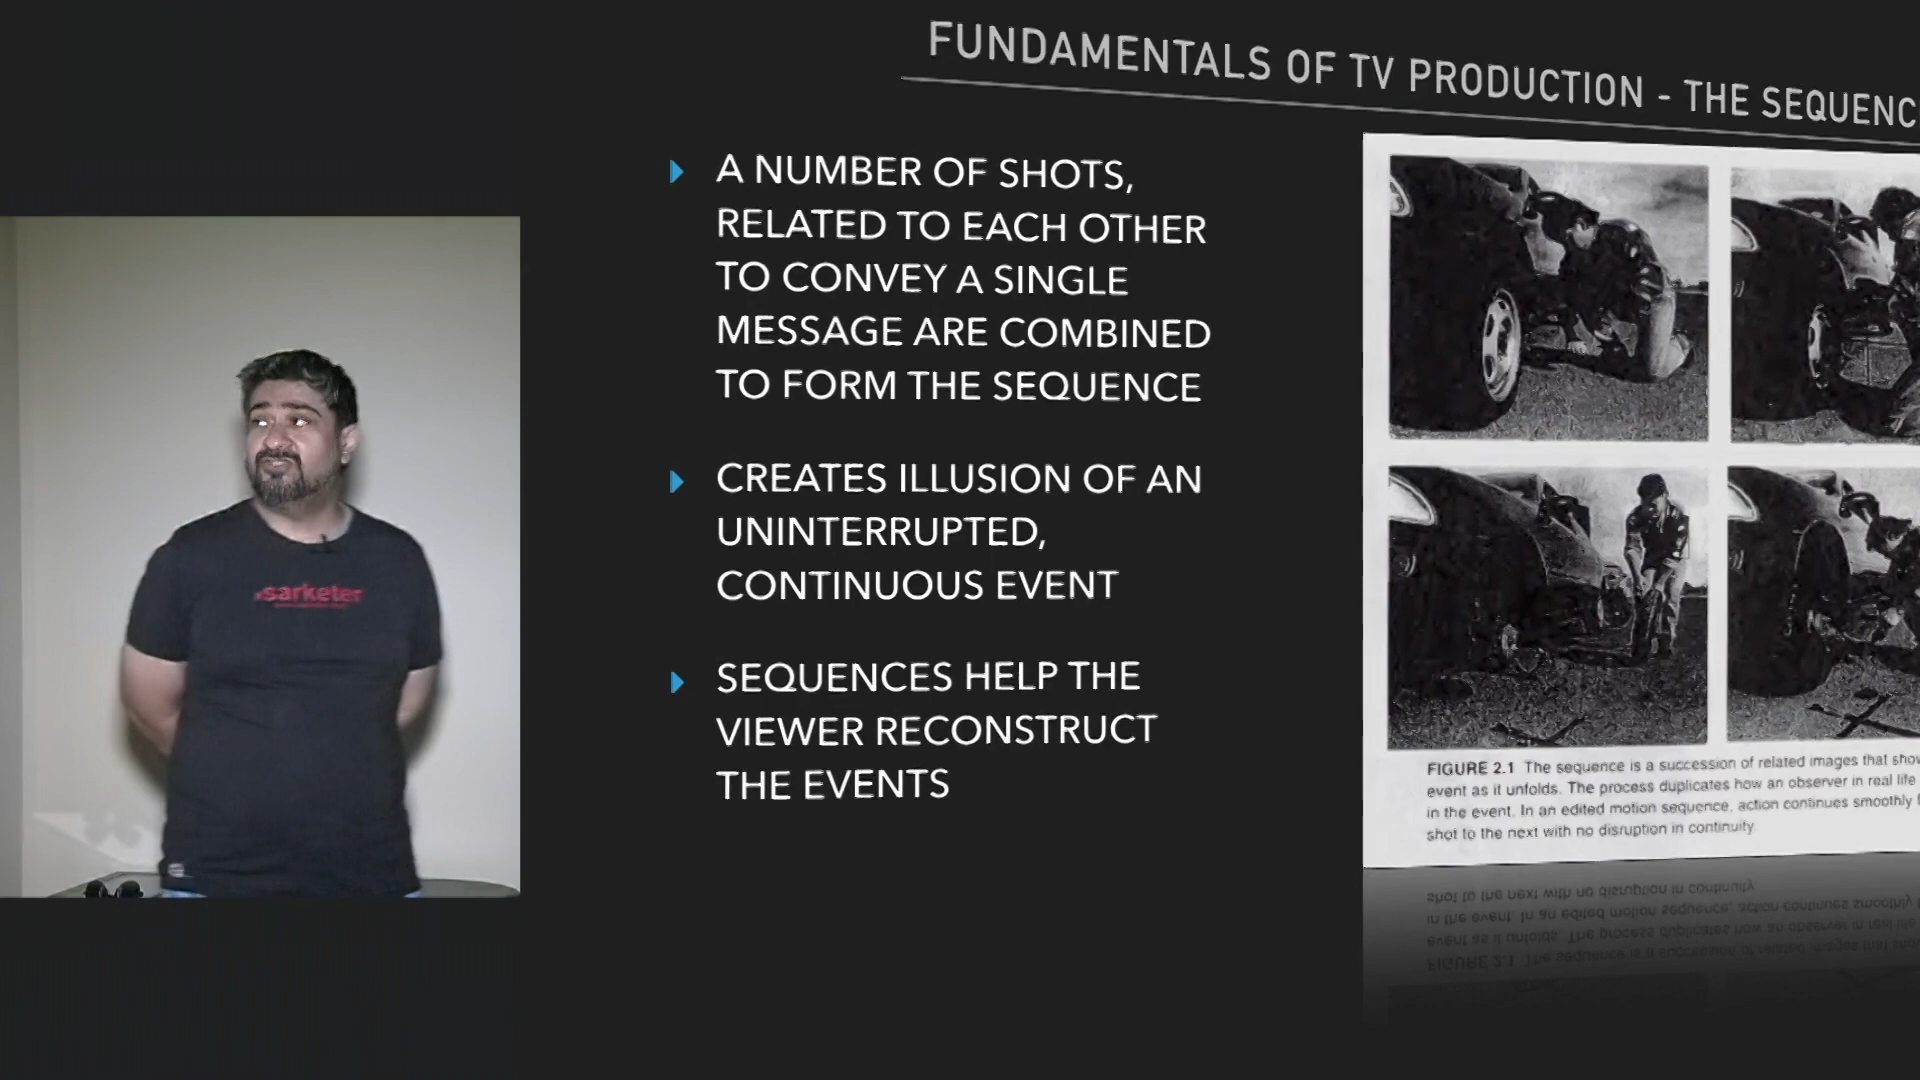 FUNDAMENTALS OF TV PRODUCTION - THE SEQUENC
A NUMBER OF SHOTS,
RELATED TO EACH OTHER
TO CONVEY A SINGLE
MESSAGE ARE COMBINED
TO FORM THE SEQUENCE
CREATES ILLUSION OF AN
UNINTERRUPTED,
CONTINUOUS EVENT
SEQUENCES HELP THE
VIEWER RECONSTRUCT
THE EVENTS
sarketer
FIGURE 2.1 The sequence is a succession of related images that show
event as it unfolds. The process duplicates how an observer in real life
in the event. In an edited motion sequence, action continues smoothly
shot to the next with no disruption in continuity.